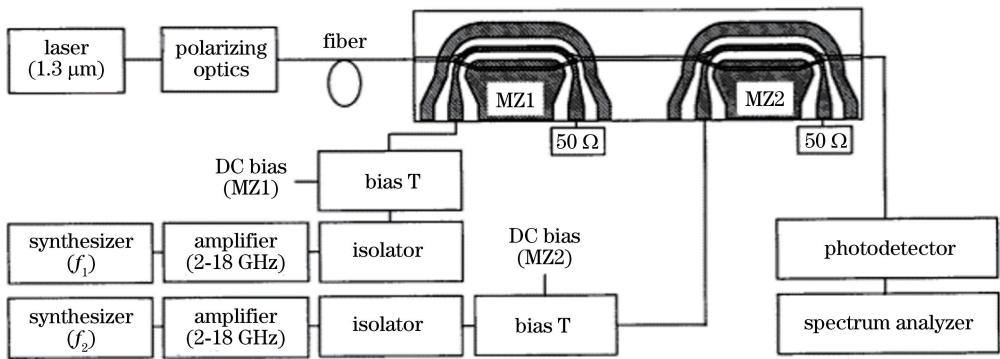 laser
(1.3 μm)
polarizing
optics
fiber
MZ1
MZ2
50 Ω
50 Ω
DC bias
(MZ1)
bias T
synthesizer
(f₁)
amplifier
(2-18 GHz)
isolator
DC bias
(MZ2)
synthesizer
(f₂)
amplifier
(2-18 GHz)
isolator
bias T
photodetector
spectrum analyzer